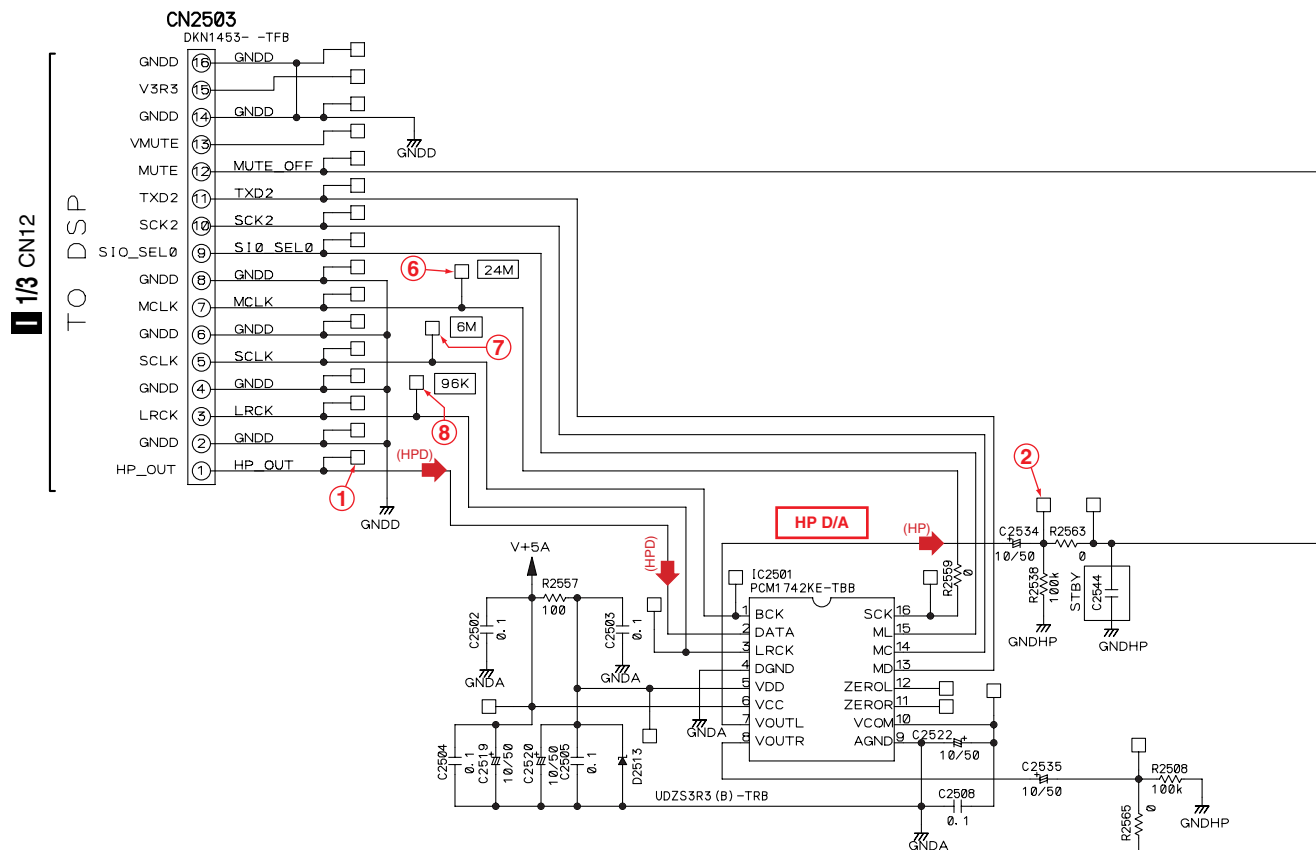 CN2503
DKN1453- -TFB
I 1/3 CN12
TO DSP
GNDD 16 GNDD
V3R3 15
GNDD 14 GNDD
VMUTE 13
GNDD
MUTE 12 MUTE_OFF
TXD2 11 TXD2
SCK2 10 SCK2
SIO_SEL0 9 SI0_SEL0
GNDD 8 GNDD
6 24M
MCLK 7 MCLK
GNDD 6 GNDD
6M
7
SCLK 5 SCLK
GNDD 4 GNDD
96K
LRCK 3 LRCK
8
GNDD 2 GNDD
HP_OUT 1 HP_OUT
(HPD)
1
GNDD
2
HP D/A
(HP)
C2534
10/50
R2563
0
R2538
100k
STBY
C2544
GNDHP
GNDHP
R2559
0
(HPD)
V+5A
R2557
100
C2502
0.1
C2503
0.1
GNDA
GNDA
IC2501
PCM1742KE-TBB
1 BCK SCK 16
2 DATA ML 15
3 LRCK MC 14
4 DGND MD 13
5 VDD ZEROL 12
6 VCC ZEROR 11
7 VOUTL VCOM 10
8 VOUTR AGND 9
GNDA
C2522
10/50
C2504
0.1
C2519
10/50
C2520
10/50
C2505
0.1
D2513
UDZS3R3(B)-TRB
C2508
0.1
GNDA
C2535
10/50
R2508
100k
GNDHP
R2565
0